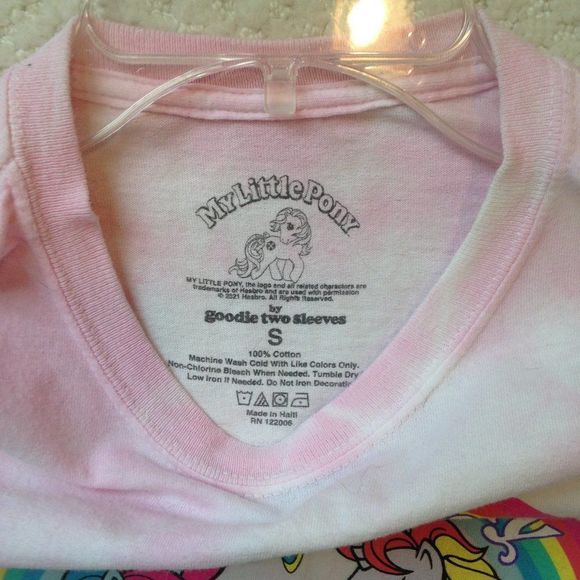 My Little Pony
MY LITTLE PONY, the logo and all related characters are
trademarks of Hasbro and are used with permission
© 2021 Hasbro. All Rights Reserved.
by
goodie two sleeves
S
100% Cotton
Machine Wash Cold With Like Colors Only.
Non-Chlorine Bleach When Needed. Tumble Dry
Low Iron If Needed. Do Not Iron Decorati
Made in Haiti
RN 122006